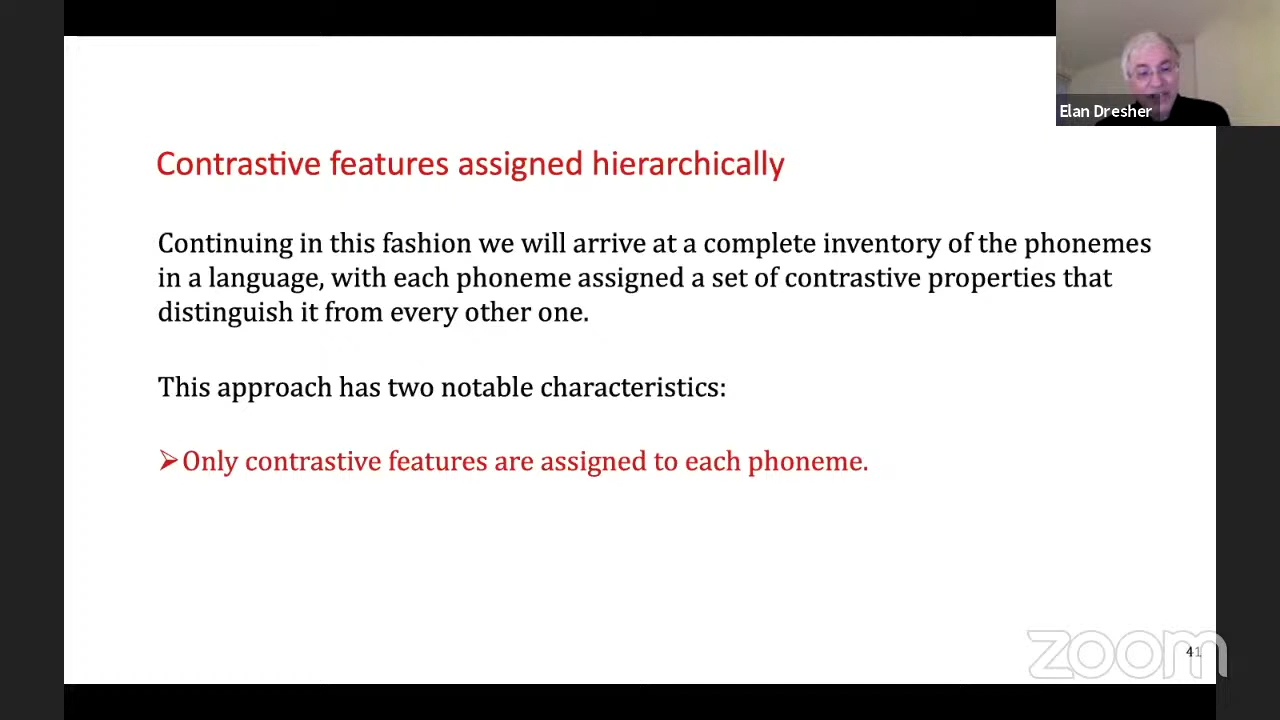 Elan Dresher
Contrastive features assigned hierarchically
Continuing in this fashion we will arrive at a complete inventory of the phonemes
in a language, with each phoneme assigned a set of contrastive properties that
distinguish it from every other one.
This approach has two notable characteristics:
➢Only contrastive features are assigned to each phoneme.
zoom
41